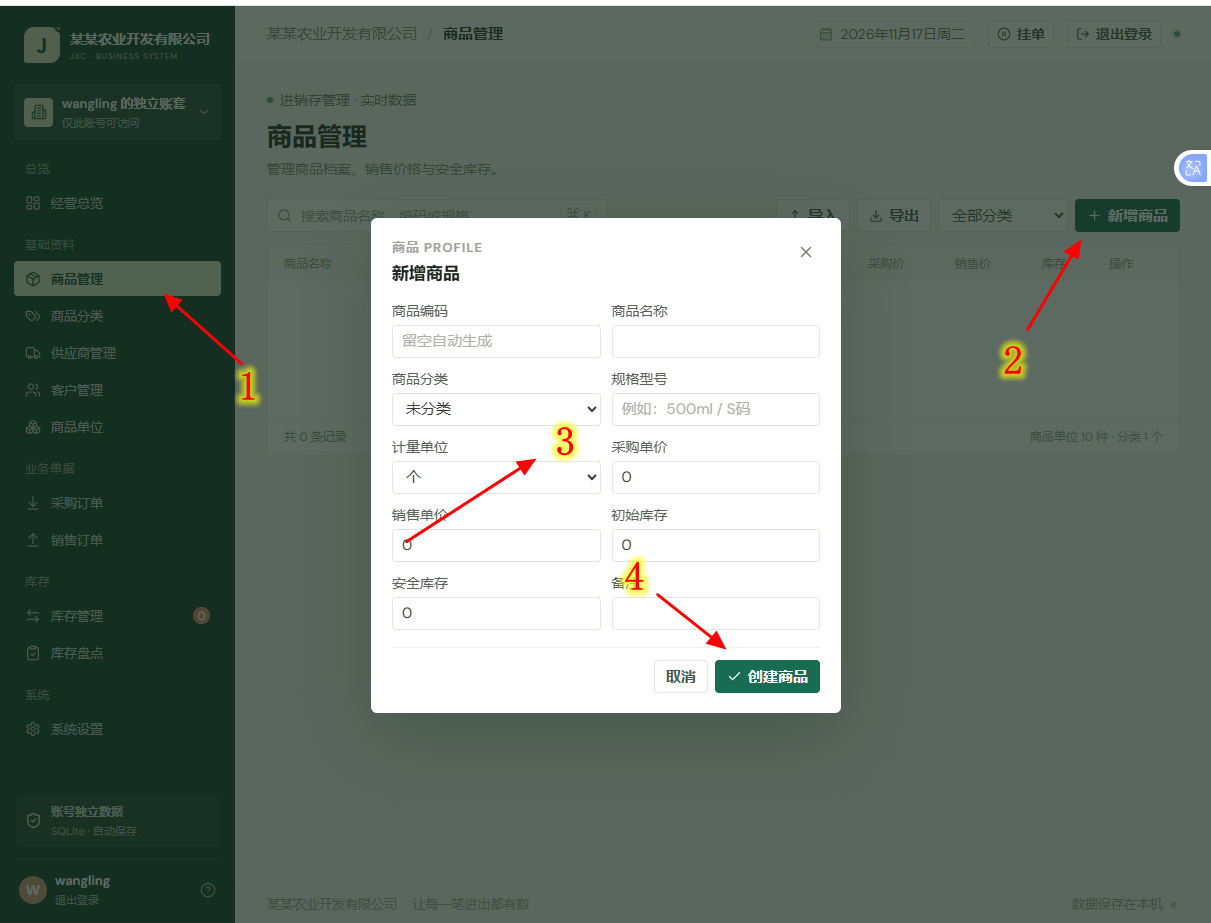 J
某某农业开发有限公司
JXC · BUSINESS SYSTEM
wangling 的独立账套
仅此账号可访问
总览
经营总览
基础资料
商品管理
1
商品分类
供应商管理
客户管理
商品单位
业务单据
采购订单
销售订单
库存
库存管理
0
库存盘点
系统
系统设置
账号独立数据
SQLite · 自动保存
W
wangling
退出登录
某某农业开发有限公司 / 商品管理
2026年11月17日周二
挂单
退出登录
进销存管理 · 实时数据
商品管理
管理商品档案、销售价格与安全库存。
搜索商品名称、编码或规格
⌘ K
导入
导出
全部分类
+ 新增商品
商品名称
采购价
销售价
库存
操作
2
共 0 条记录
商品单位 10 种 · 分类 1 个
商品 PROFILE
新增商品
商品编码
商品名称
留空自动生成
商品分类
规格型号
未分类
例如：500ml / S码
3
计量单位
采购单价
个
0
销售单价
初始库存
0
0
安全库存
备注
4
0
取消
创建商品
某某农业开发有限公司 · 让每一笔进出都有数
数据保存在本机